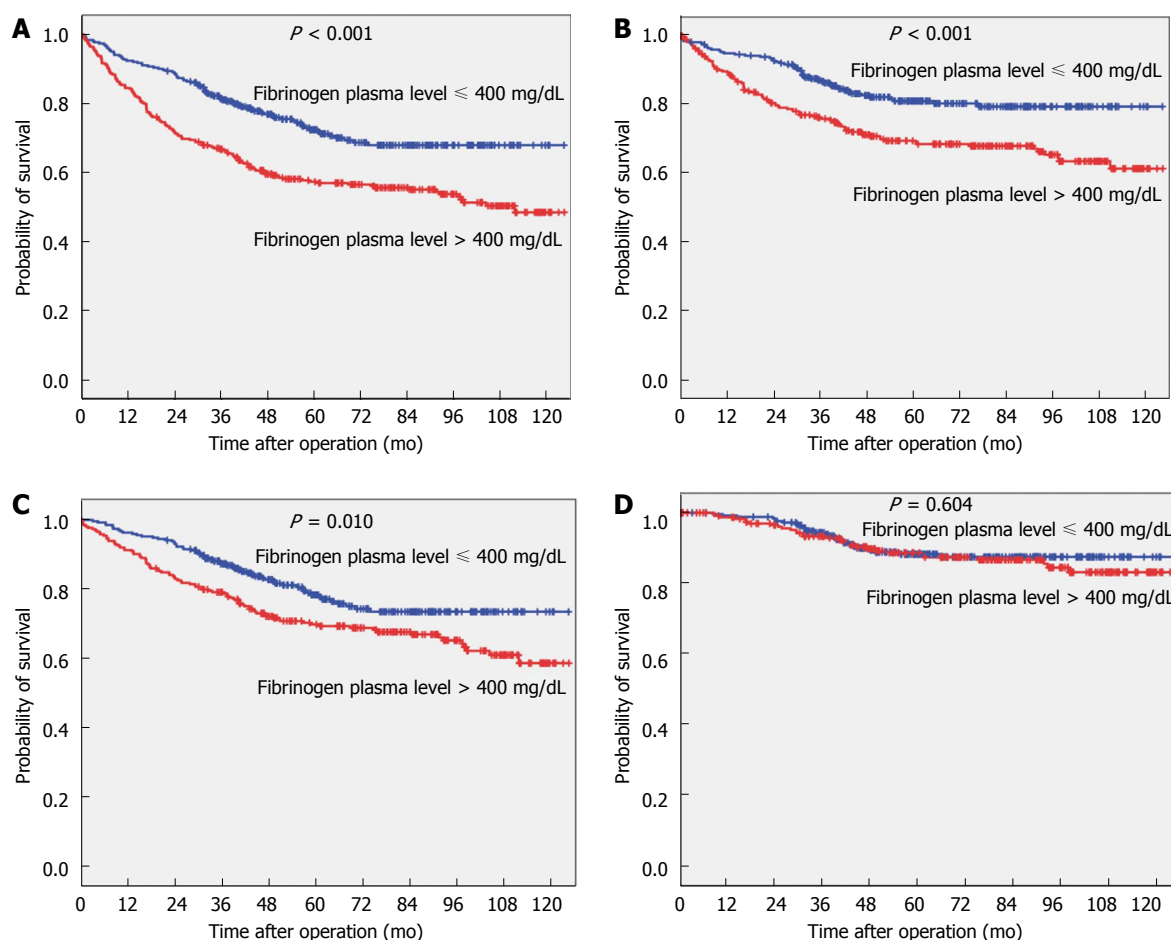 A
P < 0.001
Fibrinogen plasma level ≤ 400 mg/dL
Fibrinogen plasma level > 400 mg/dL
Probability of survival
1.0
0.8
0.6
0.4
0.2
0.0
0 12 24 36 48 60 72 84 96 108 120
Time after operation (mo)
B
P < 0.001
Fibrinogen plasma level ≤ 400 mg/dL
Fibrinogen plasma level > 400 mg/dL
Probability of survival
1.0
0.8
0.6
0.4
0.2
0.0
0 12 24 36 48 60 72 84 96 108 120
Time after operation (mo)
C
P = 0.010
Fibrinogen plasma level ≤ 400 mg/dL
Fibrinogen plasma level > 400 mg/dL
Probability of survival
1.0
0.8
0.6
0.4
0.2
0.0
0 12 24 36 48 60 72 84 96 108 120
Time after operation (mo)
D
P = 0.604
Fibrinogen plasma level ≤ 400 mg/dL
Fibrinogen plasma level > 400 mg/dL
Probability of survival
1.0
0.8
0.6
0.4
0.2
0.0
0 12 24 36 48 60 72 84 96 108 120
Time after operation (mo)